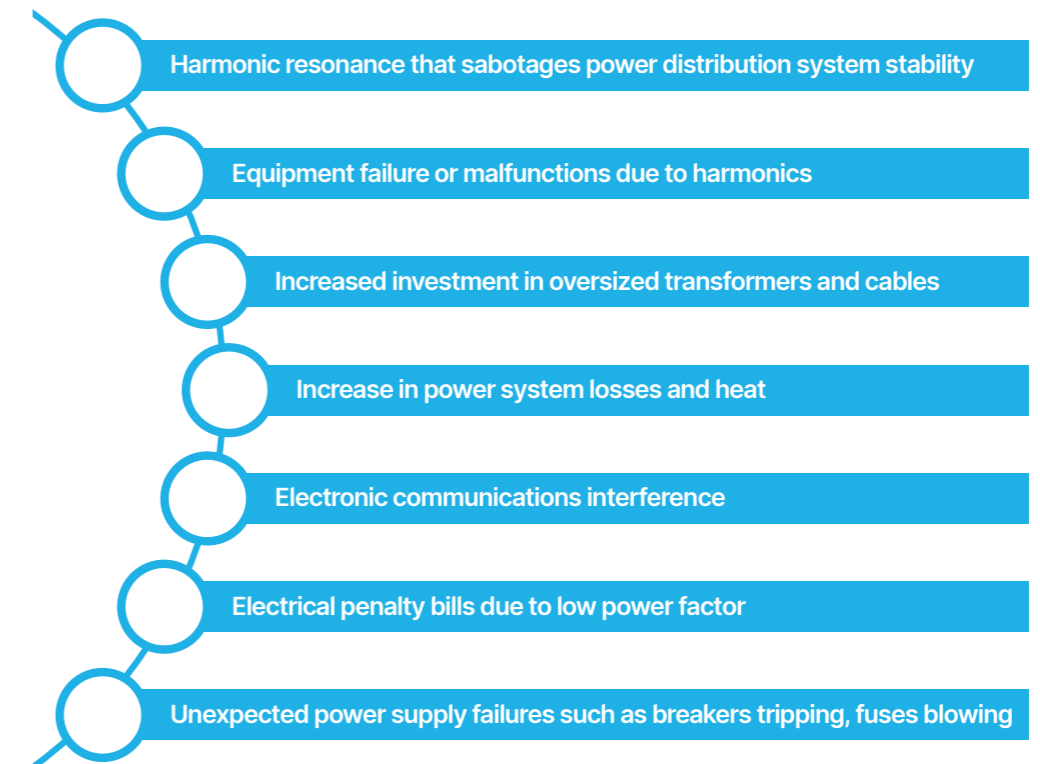 Harmonic resonance that sabotages power distribution system stability
Equipment failure or malfunctions due to harmonics
Increased investment in oversized transformers and cables
Increase in power system losses and heat
Electronic communications interference
Electrical penalty bills due to low power factor
Unexpected power supply failures such as breakers tripping, fuses blowing